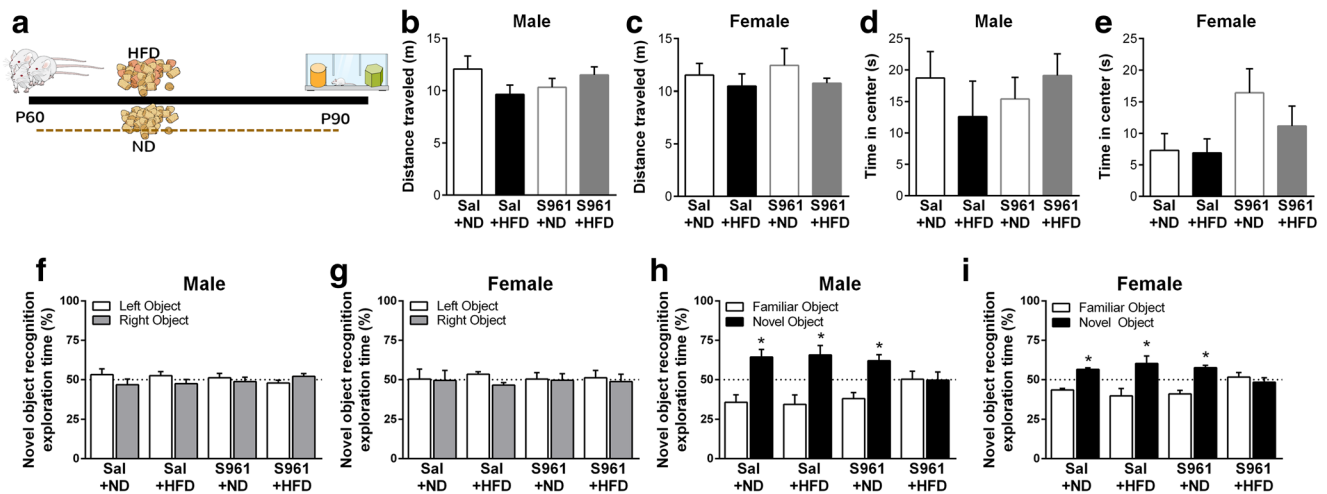 a
HFD
P60
P90
ND
b
Male
Distance traveled (m)
15
10
5
0
Sal
+ND
Sal
+HFD
S961
+ND
S961
+HFD
c
Female
Distance traveled (m)
15
10
5
0
Sal
+ND
Sal
+HFD
S961
+ND
S961
+HFD
d
Male
Time in center (s)
25
20
15
10
5
0
Sal
+ND
Sal
+HFD
S961
+ND
S961
+HFD
e
Female
Time in center (s)
25
20
15
10
5
0
Sal
+ND
Sal
+HFD
S961
+ND
S961
+HFD
f
Male
Novel object recognition
exploration time (%)
100
75
50
25
0
Left Object
Right Object
Sal
+ND
Sal
+HFD
S961
+ND
S961
+HFD
g
Female
Novel object recognition
exploration time (%)
100
75
50
25
0
Left Object
Right Object
Sal
+ND
Sal
+HFD
S961
+ND
S961
+HFD
h
Male
Novel object recognition
exploration time (%)
100
75
50
25
0
Familiar Object
Novel Object
* * *
Sal
+ND
Sal
+HFD
S961
+ND
S961
+HFD
i
Female
Novel object recognition
exploration time (%)
100
75
50
25
0
Familiar Object
Novel Object
* * *
Sal
+ND
Sal
+HFD
S961
+ND
S961
+HFD